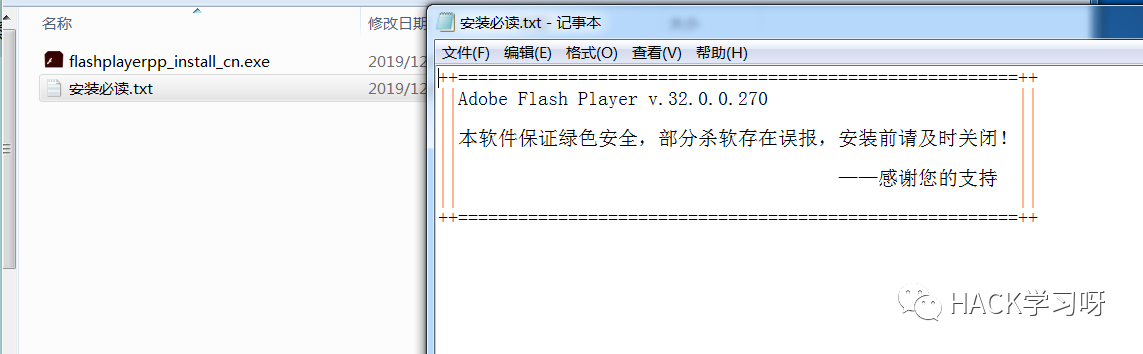 名称
修改日期
flashplayerpp_install_cn.exe
2019/12
安装必读.txt
2019/12
安装必读.txt - 记事本
文件(F) 编辑(E) 格式(O) 查看(V) 帮助(H)
++========================================================++
||Adobe Flash Player v.32.0.0.270 ||
||本软件保证绿色安全，部分杀软存在误报，安装前请及时关闭！||
||——感谢您的支持 ||
++========================================================++
HACK学习呀